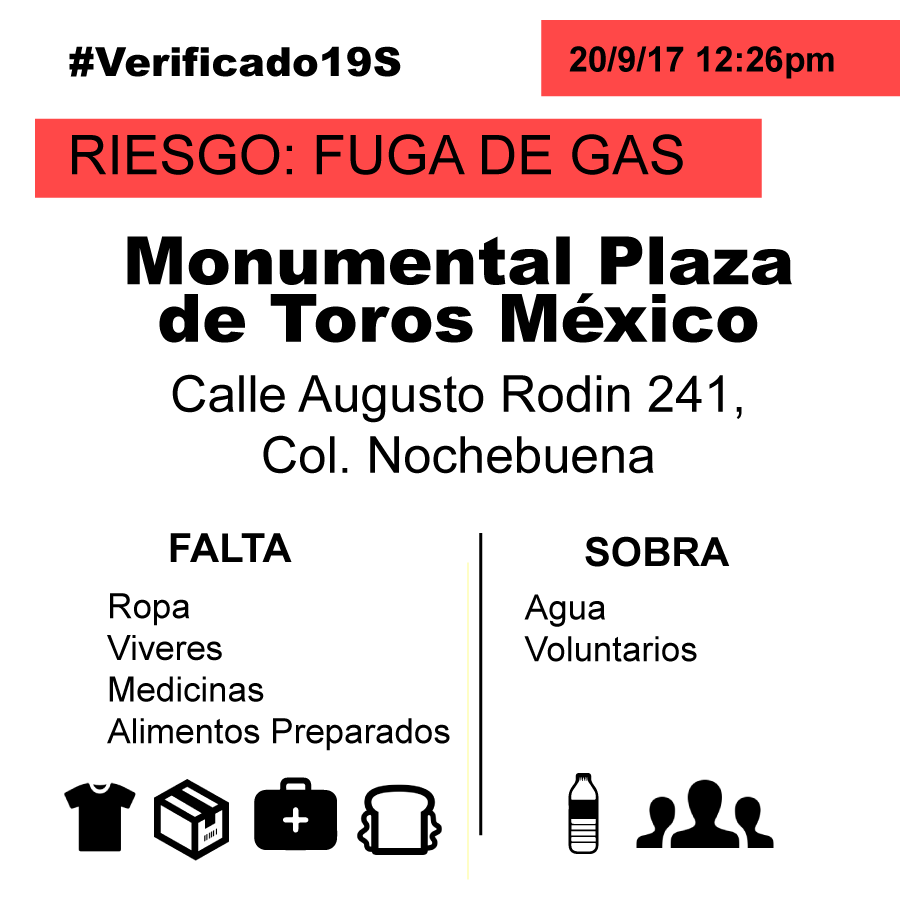 #Verificado19S
20/9/17 12:26pm
RIESGO: FUGA DE GAS
Monumental Plaza
de Toros México
Calle Augusto Rodin 241,
Col. Nochebuena
FALTA
Ropa
Viveres
Medicinas
Alimentos Preparados
SOBRA
Agua
Voluntarios